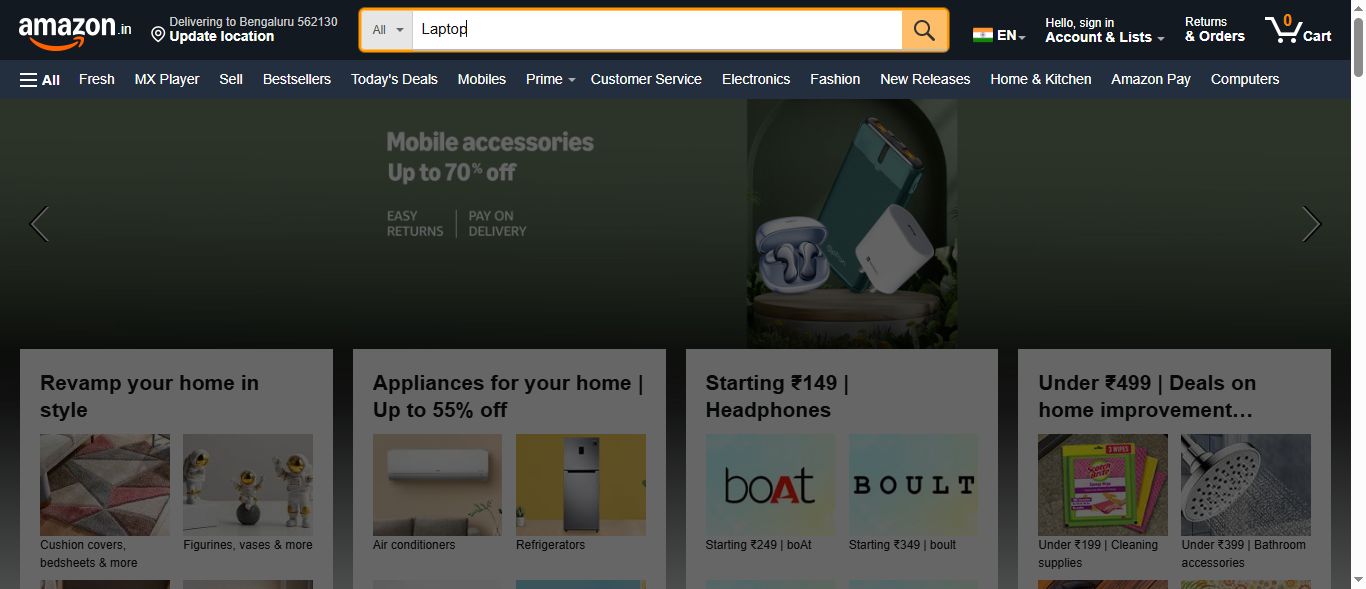 amazon.in
Delivering to Bengaluru 562130
Update location
All
Laptop
EN
Hello, sign in
Account & Lists
Returns
& Orders
0
Cart
All
Fresh
MX Player
Sell
Bestsellers
Today's Deals
Mobiles
Prime
Customer Service
Electronics
Fashion
New Releases
Home & Kitchen
Amazon Pay
Computers
Mobile accessories
Up to 70% off
EASY
RETURNS
PAY ON
DELIVERY
Revamp your home in
style
Cushion covers,
bedsheets & more
Figurines, vases & more
Appliances for your home |
Up to 55% off
Air conditioners
Refrigerators
Starting ₹149 |
Headphones
boAt
BOULT
Starting ₹249 | boAt
Starting ₹349 | boult
Under ₹499 | Deals on
home improvement…
3 WIPES
Scotch
Brite
Under ₹199 | Cleaning
supplies
Under ₹399 | Bathroom
accessories